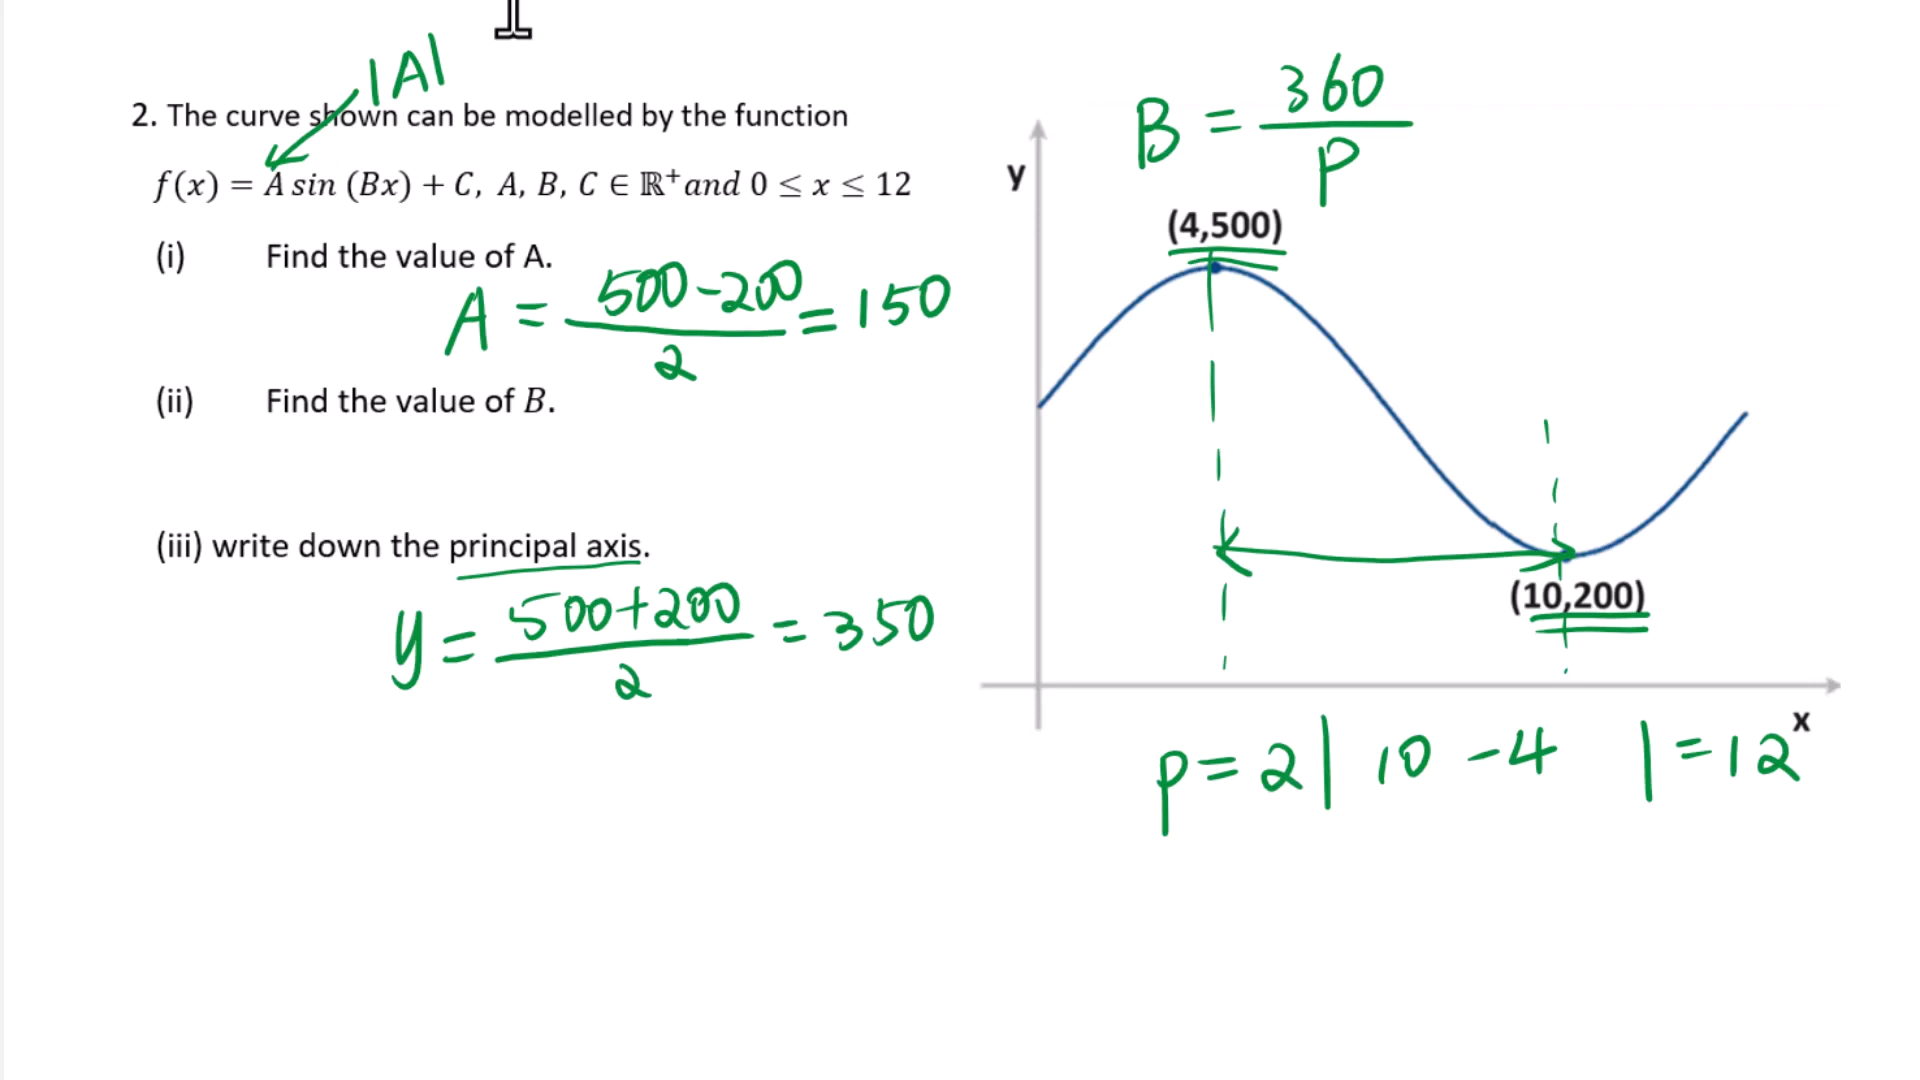 |A|
2. The curve shown can be modelled by the function
f(x) = A sin (Bx) + C, A, B, C ∈ ℝ⁺ and 0 ≤ x ≤ 12
(i) Find the value of A.
A = (500-200)/2 = 150
(ii) Find the value of B.
(iii) write down the principal axis.
y = (500+200)/2 = 350
B = 360/P
y
(4,500)
(10,200)
x
P = 2| 10 - 4 | = 12